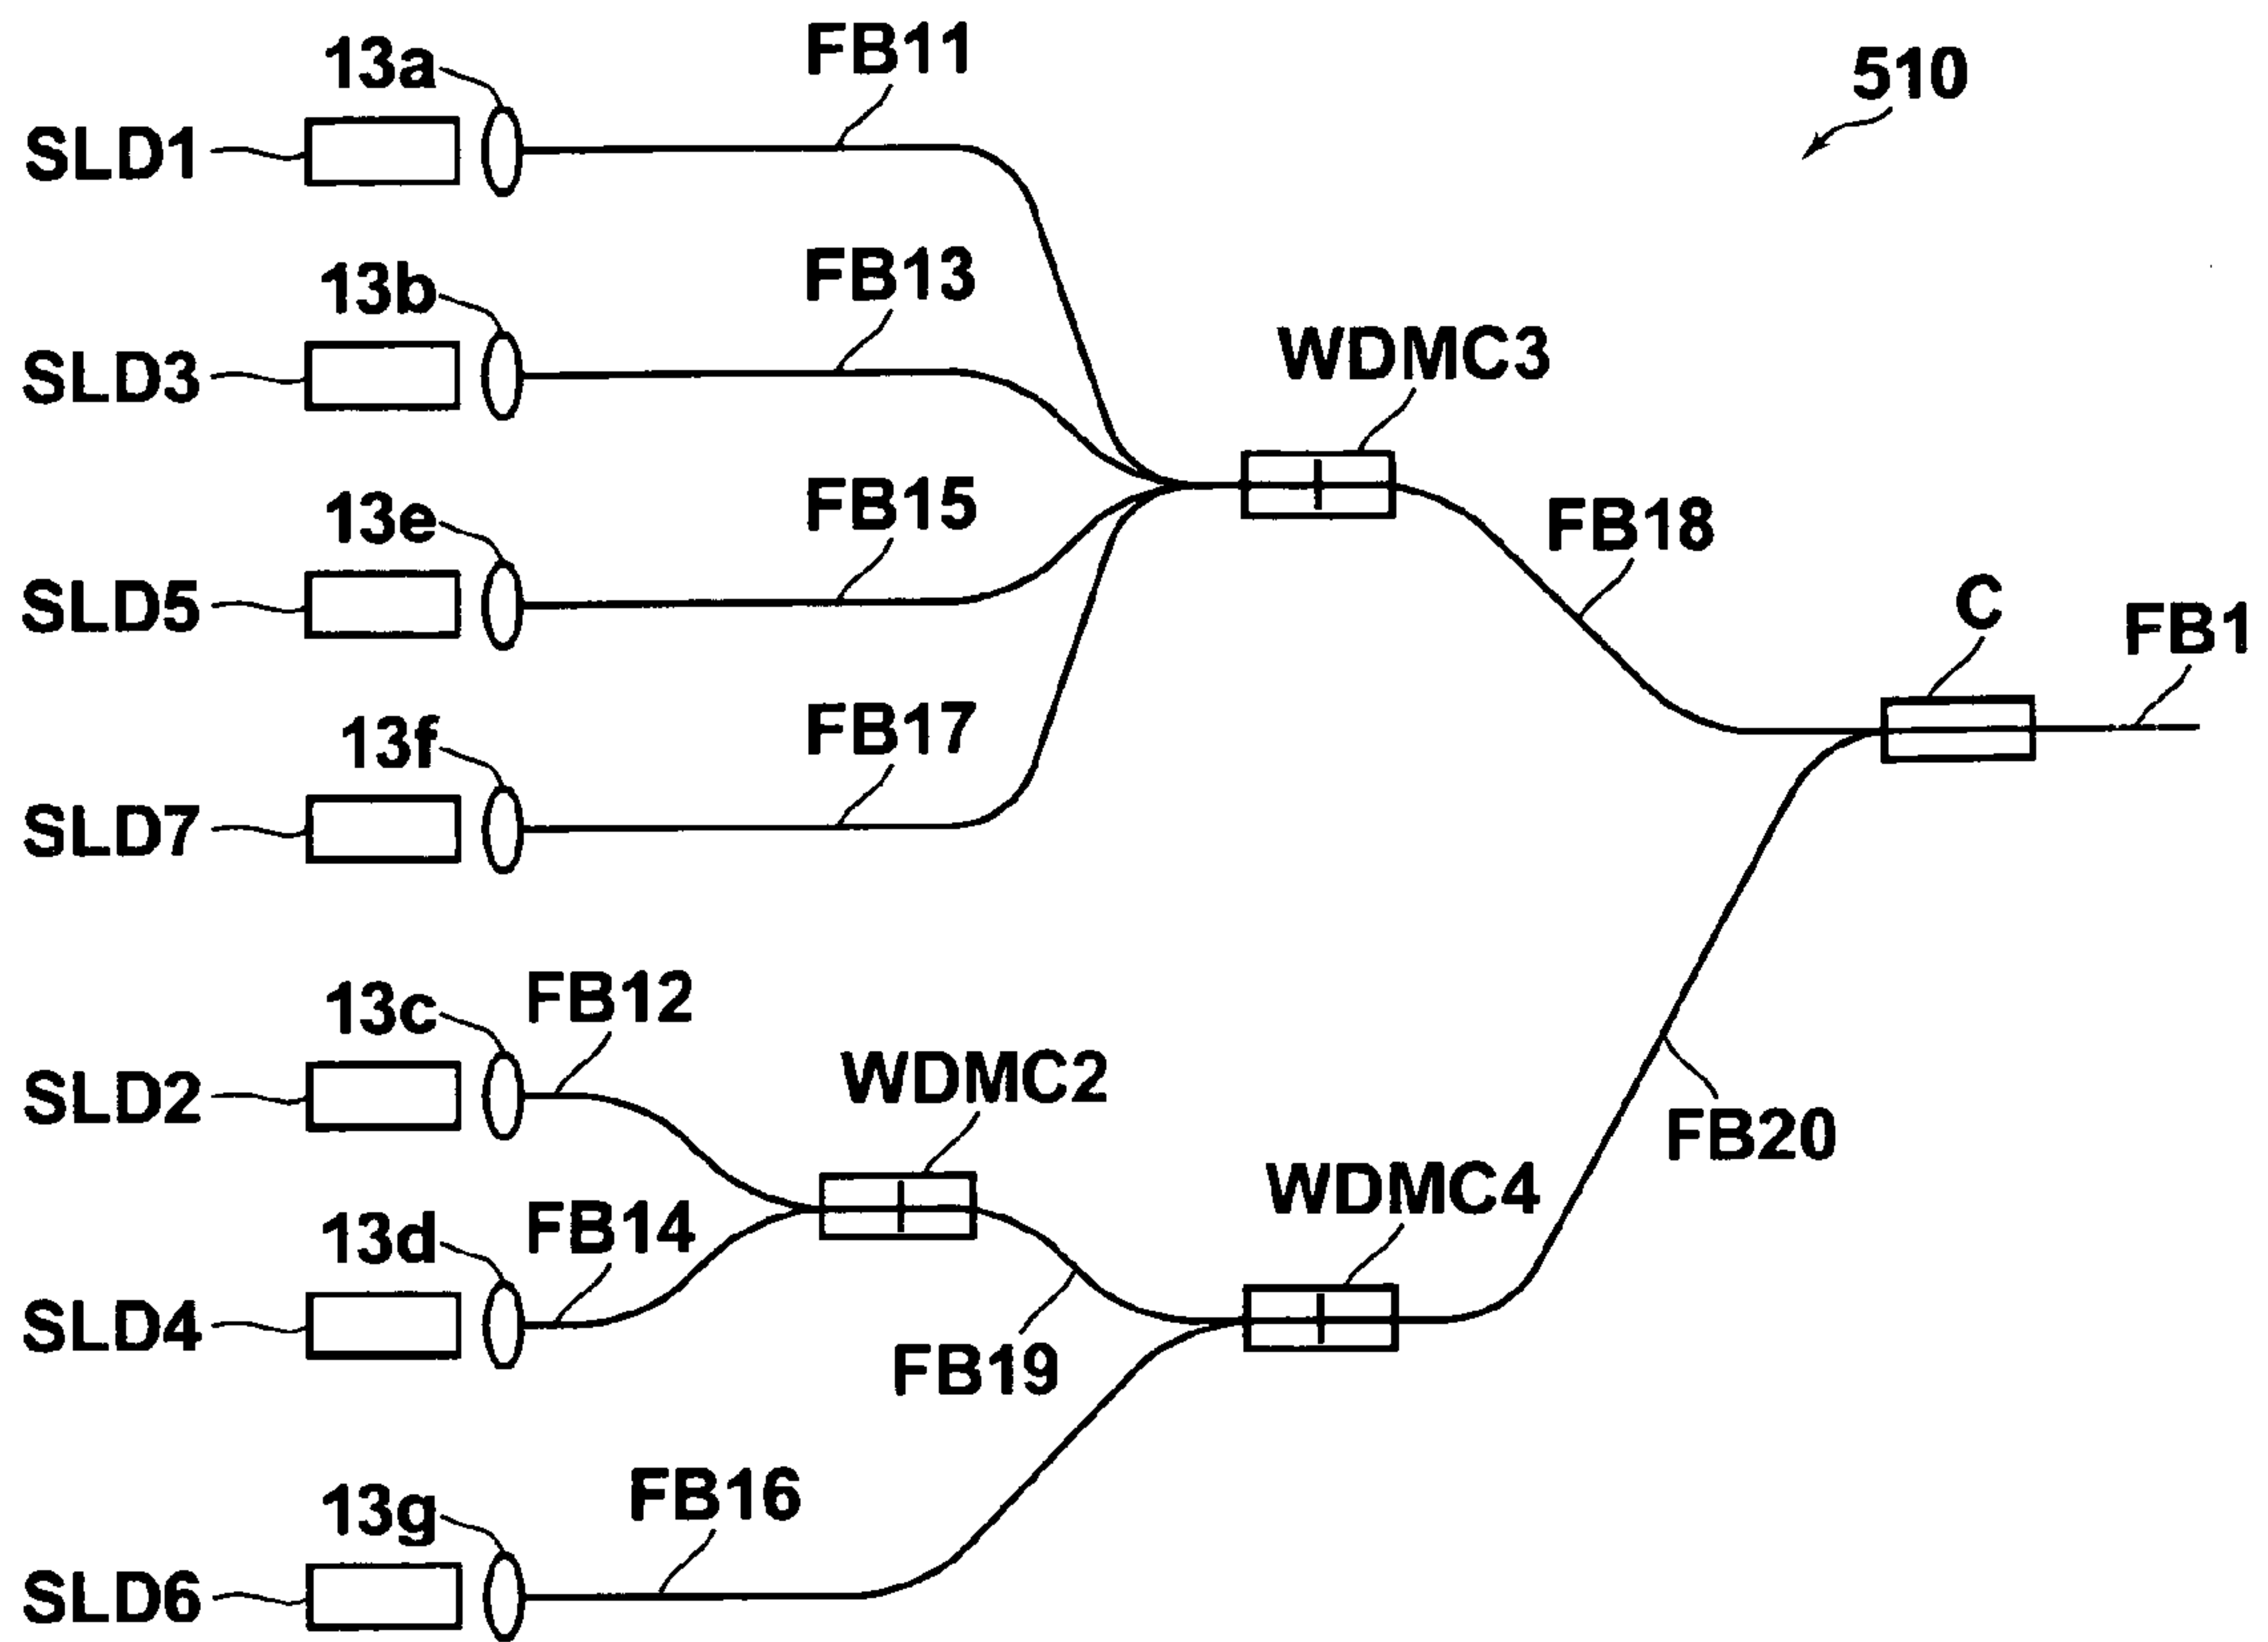 FB11
13a
510
SLD1
FB13
13b
WDMC3
SLD3
FB15
13e
FB18
SLD5
C
FB1
FB17
13f
SLD7
FB12
13c
WDMC2
SLD2
FB20
WDMC4
FB14
13d
SLD4
FB19
FB16
13g
SLD6